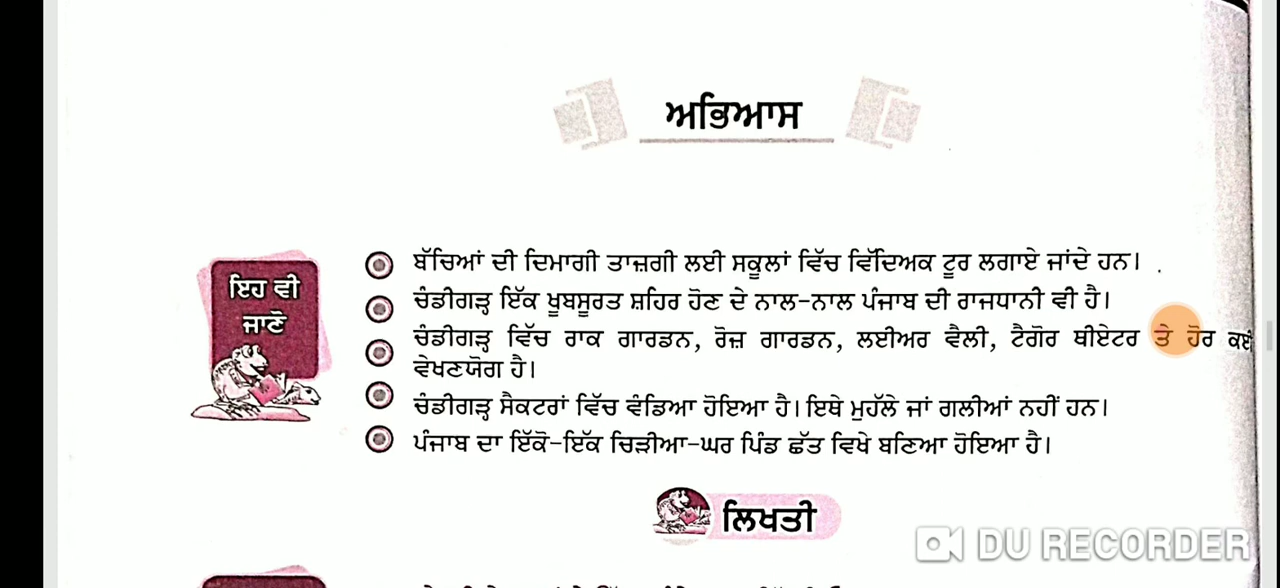 ਅਭਿਆਸ
ਇਹ ਵੀ
ਜਾਣੋ
ਬੱਚਿਆਂ ਦੀ ਦਿਮਾਗੀ ਤਾਜ਼ਗੀ ਲਈ ਸਕੂਲਾਂ ਵਿੱਚ ਵਿੱਦਿਅਕ ਟੂਰ ਲਗਾਏ ਜਾਂਦੇ ਹਨ।
ਚੰਡੀਗੜ੍ਹ ਇੱਕ ਖੂਬਸੂਰਤ ਸ਼ਹਿਰ ਹੋਣ ਦੇ ਨਾਲ-ਨਾਲ ਪੰਜਾਬ ਦੀ ਰਾਜਧਾਨੀ ਵੀ ਹੈ।
ਚੰਡੀਗੜ੍ਹ ਵਿੱਚ ਰਾਕ ਗਾਰਡਨ, ਰੋਜ਼ ਗਾਰਡਨ, ਲਈਅਰ ਵੈਲੀ, ਟੈਗੋਰ ਥੀਏਟਰ ਤੇ ਹੋਰ ਕਈ
ਵੇਖਣਯੋਗ ਹੈ।
ਚੰਡੀਗੜ੍ਹ ਸੈਕਟਰਾਂ ਵਿੱਚ ਵੰਡਿਆ ਹੋਇਆ ਹੈ। ਇਥੇ ਮੁਹੱਲੇ ਜਾਂ ਗਲੀਆਂ ਨਹੀਂ ਹਨ।
ਪੰਜਾਬ ਦਾ ਇੱਕੋ-ਇੱਕ ਚਿੜੀਆ-ਘਰ ਪਿੰਡ ਛੱਤ ਵਿਖੇ ਬਣਿਆ ਹੋਇਆ ਹੈ।
ਲਿਖਤੀ
DU RECORDER